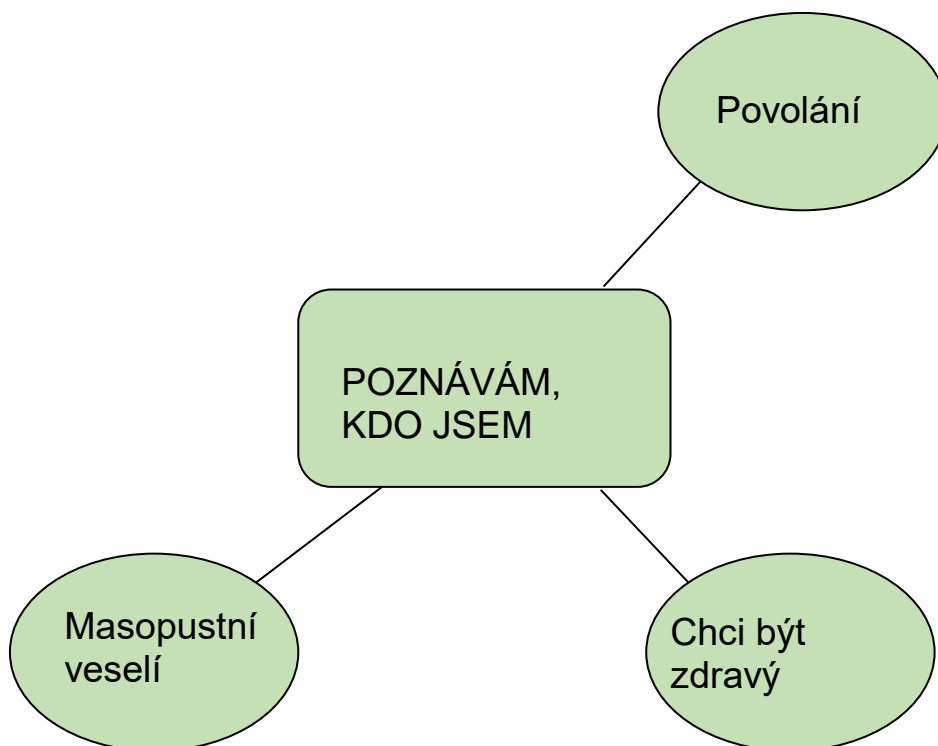 Povolání
POZNÁVÁM,
KDO JSEM
Masopustní
veselí
Chci být
zdravý